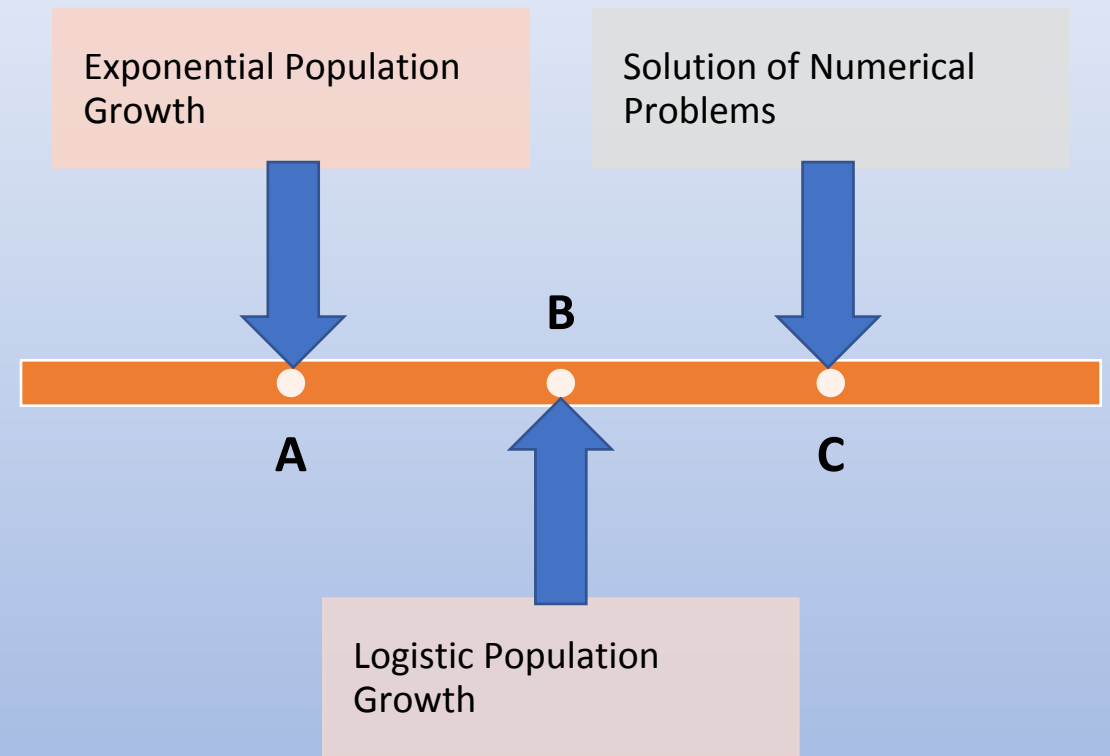 Exponential Population
Growth
Solution of Numerical
Problems
B
A
C
Logistic Population
Growth